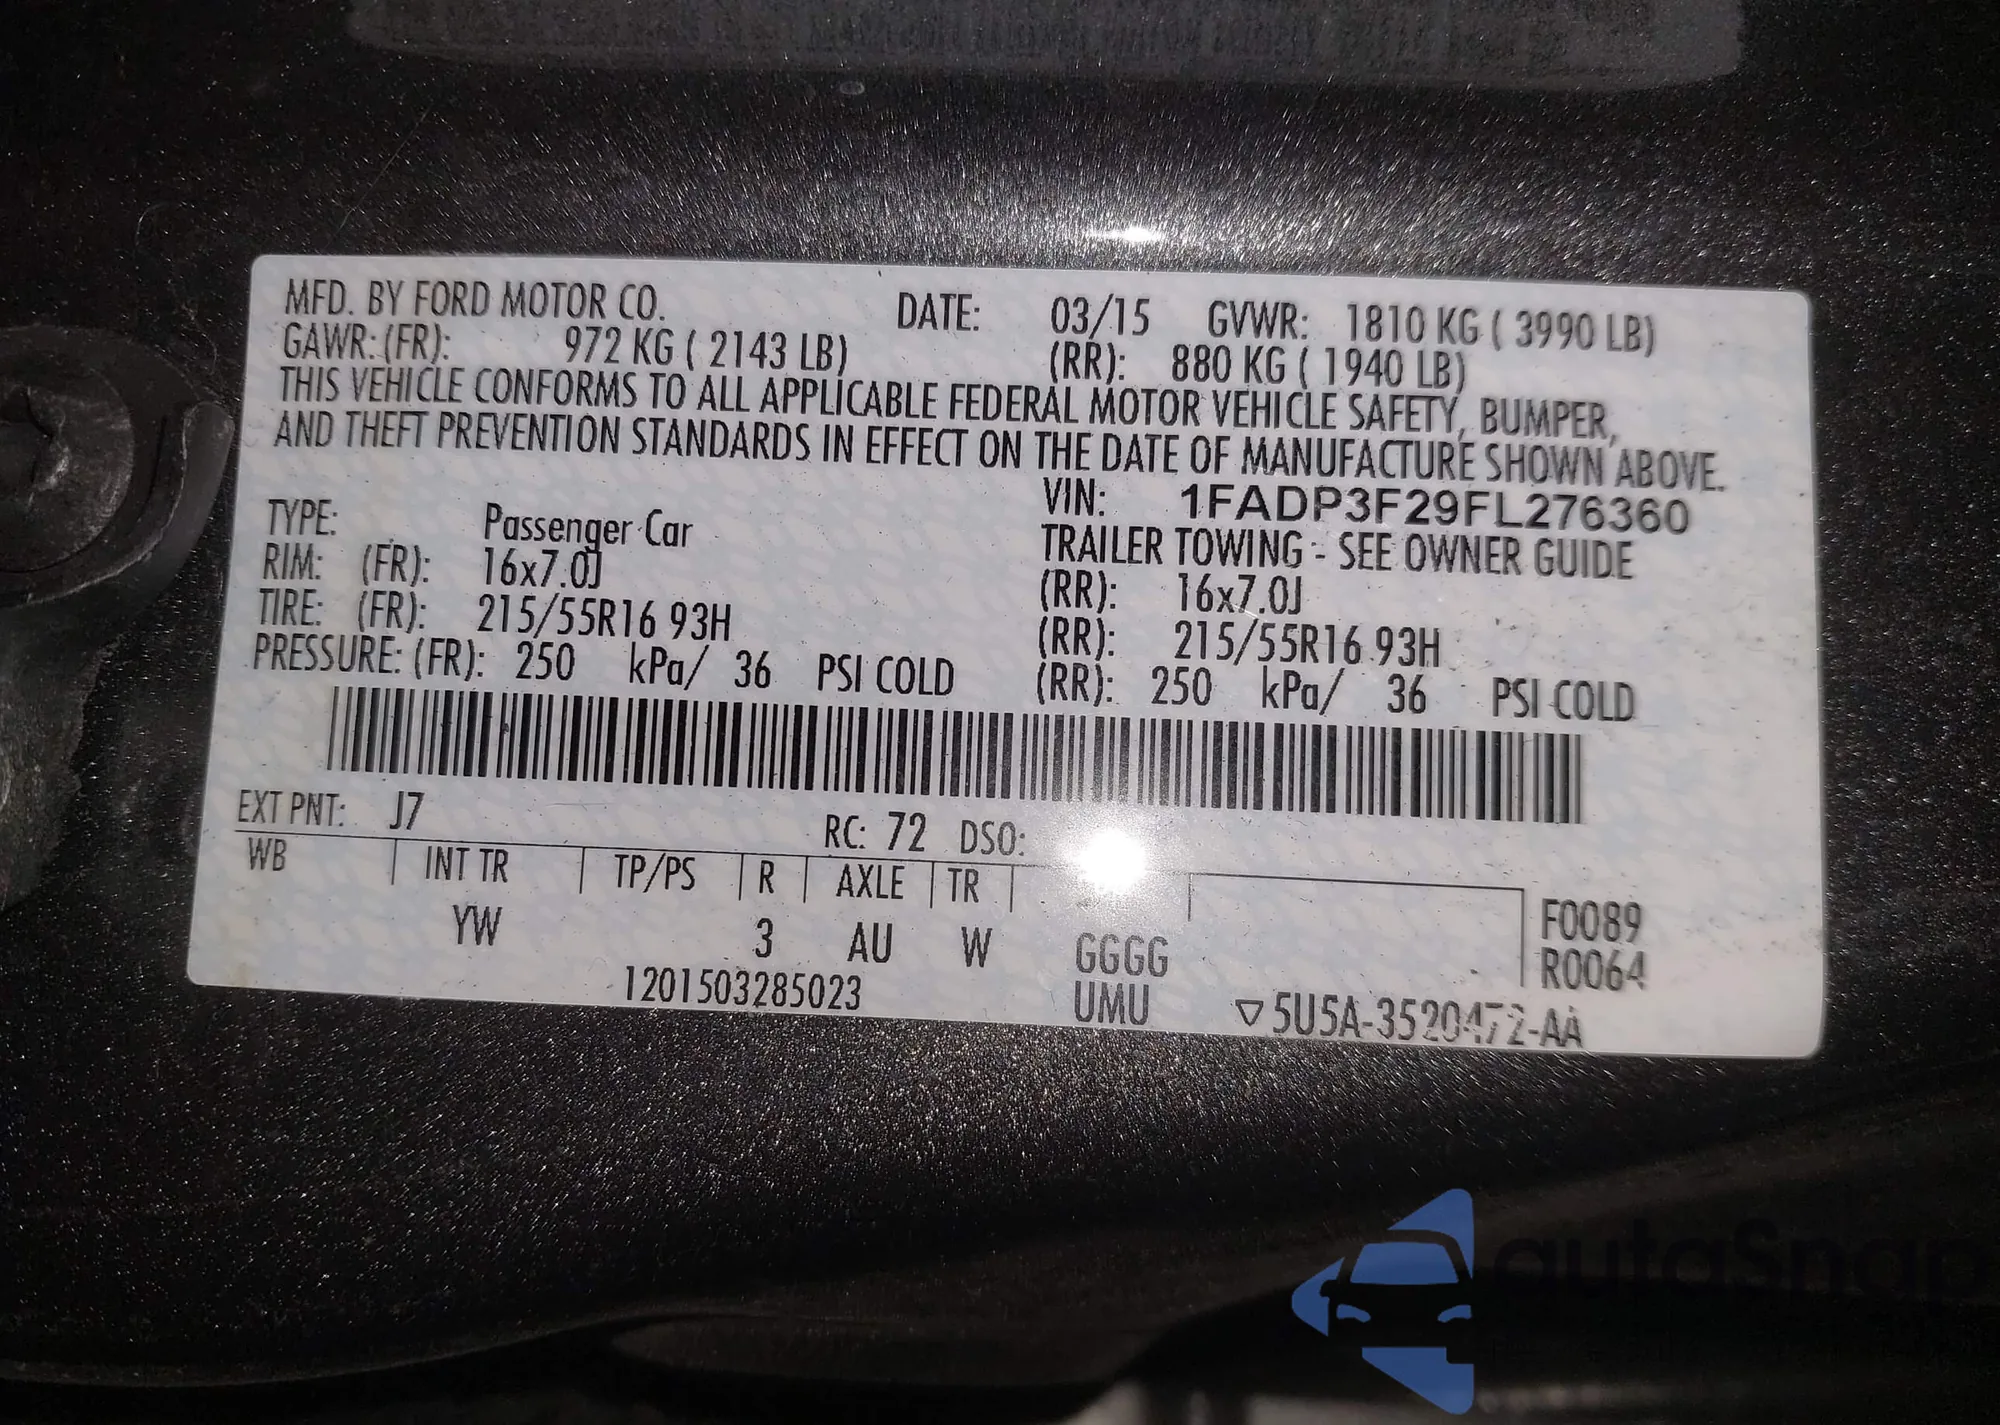 MFD. BY FORD MOTOR CO. DATE: 03/15 GVWR: 1810 KG ( 3990 LB)
GAWR: (FR): 972 KG ( 2143 LB) (RR): 880 KG ( 1940 LB)
THIS VEHICLE CONFORMS TO ALL APPLICABLE FEDERAL MOTOR VEHICLE SAFETY, BUMPER,
AND THEFT PREVENTION STANDARDS IN EFFECT ON THE DATE OF MANUFACTURE SHOWN ABOVE.
VIN: 1FADP3F29FL276360
TYPE: Passenger Car TRAILER TOWING - SEE OWNER GUIDE
RIM: (FR): 16x7.0J (RR): 16x7.0J
TIRE: (FR): 215/55R16 93H (RR): 215/55R16 93H
PRESSURE: (FR): 250 kPa/ 36 PSI COLD (RR): 250 kPa/ 36 PSI COLD
EXT PNT: J7 RC: 72 DSO:
WB INT TR TP/PS R AXLE TR
YW 3 AU W GGGG F0089
R0064
1201503285023 UMU ▽5U5A-3520472-AA
autoSnap